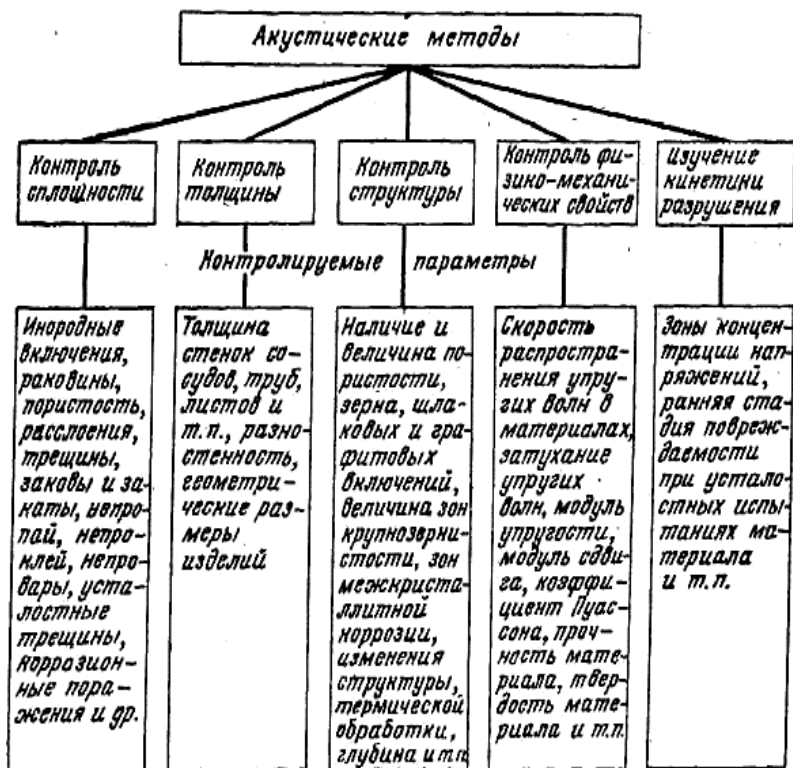 Акустические методы
Контроль
сплощности
Контроль
толщины
Контроль
структуры
Контроль фи-
зико-механи-
ческих свойств
Изучение
кинетики
разрушения
Контролируемые параметры
Инородные
включения,
раковины,
пористость,
расслоения,
трещины,
заковы и за-
каты, непро-
пай, непро-
клей, непро-
вары, уста-
лостные
трещины,
коррозион-
ные пора-
жения и др.
Толщина
стенок со-
судов, труб,
листов и
т.п., разно-
стенность,
геометри-
ческие раз-
меры
изделий
Наличие и
величина по-
ристости,
зерна, шла-
ковых и гра-
фитовых
включений,
величина зон
крупнозерни-
стости, зон
межкриста-
ллитной
коррозии,
изменения
структуры,
термической
обработки,
глубина и т.п.
Скорость
распростра-
нения упру-
гих волн в
материалах,
затухание
упругих
волн, модуль
упругости,
модуль сдви-
га, коэффи-
циент Пуас-
сона, проч-
ность мате-
риала, твер-
дость мате-
риала и т.п.
Зоны концен-
трации нап-
ряжений,
ранняя ста-
дия повреж-
даемости
при устало-
стных испы-
таниях ма-
териала
и т.п.